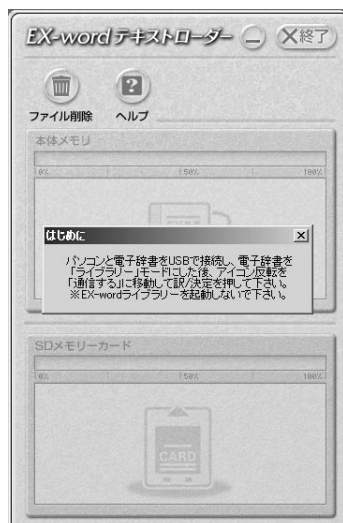 EX-word テキストローダー
×終了
ファイル削除 ヘルプ
本体メモリ
0% 50% 100%
はじめに
パソコンと電子辞書をUSBで接続し、電子辞書を
「ライブラリー」モードにした後、アイコン反転を
「通信する」に移動して訳/決定を押して下さい。
※EX-wordライブラリーを起動しないで下さい。
SDメモリーカード
0% 50% 100%
CARD